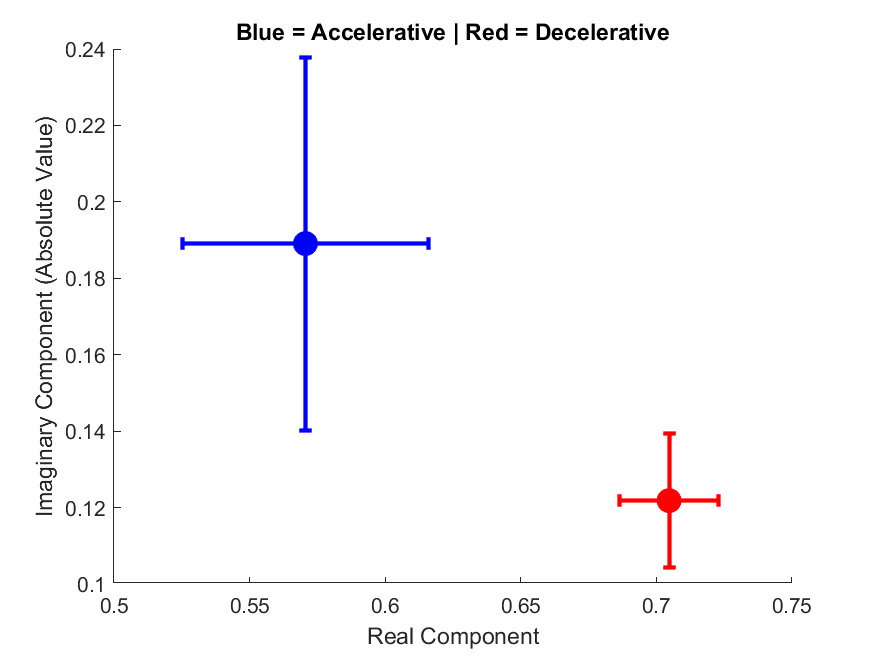 Blue = Accelerative | Red = Decelerative
0.24
0.22
0.2
0.18
0.16
0.14
0.12
0.1
Imaginary Component (Absolute Value)
0.5 0.55 0.6 0.65 0.7 0.75
Real Component